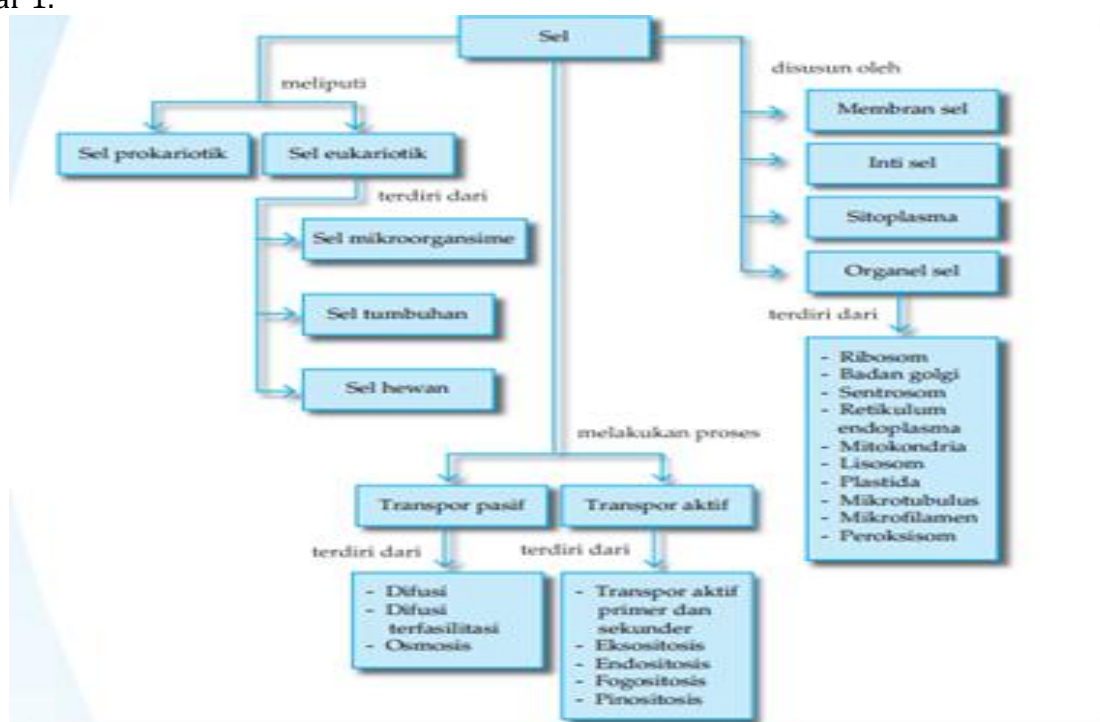 Sel
meliputi
Sel prokariotik
Sel eukariotik
terdiri dari
Sel mikroorgansime
Sel tumbuhan
Sel hewan
disusun oleh
Membran sel
Inti sel
Sitoplasma
Organel sel
terdiri dari
- Ribosom
- Badan golgi
- Sentrosom
- Retikulum
endoplasma
- Mitokondria
- Lisosom
- Plastida
- Mikrotubulus
- Mikrofilamen
- Peroksisom
melakukan proses
Transpor pasif
Transpor aktif
terdiri dari
- Difusi
- Difusi
terfasilitasi
- Osmosis
terdiri dari
- Transpor aktif
primer dan
sekunder
- Eksositosis
- Endositosis
- Fogositosis
- Pinositosis